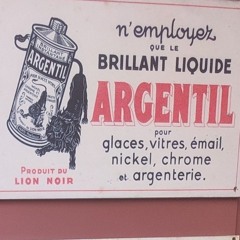 n'employez
QUE LE
BRILLANT LIQUIDE
ARGENTIL
pour
glaces, vitres, émail,
nickel, chrome
et argenterie.
ARGENTIL
PRODUIT DU
LION NOIR